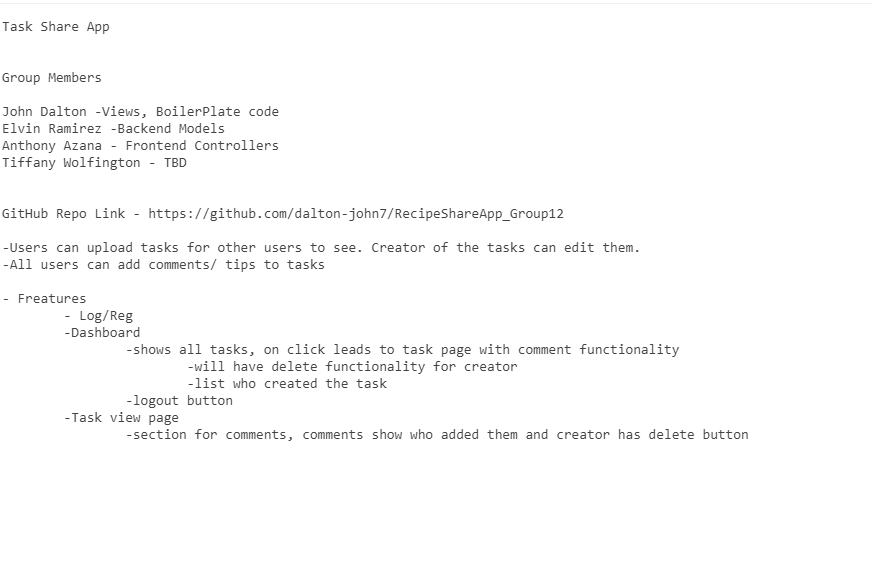 Task Share App
Group Members
John Dalton -Views, BoilerPlate code
Elvin Ramirez -Backend Models
Anthony Azana - Frontend Controllers
Tiffany Wolfington - TBD
GitHub Repo Link - https://github.com/dalton-john7/RecipeShareApp_Group12
-Users can upload tasks for other users to see. Creator of the tasks can edit them.
-All users can add comments/ tips to tasks
- Freatures
- Log/Reg
-Dashboard
-shows all tasks, on click leads to task page with comment functionality
-will have delete functionality for creator
-list who created the task
-logout button
-Task view page
-section for comments, comments show who added them and creator has delete button